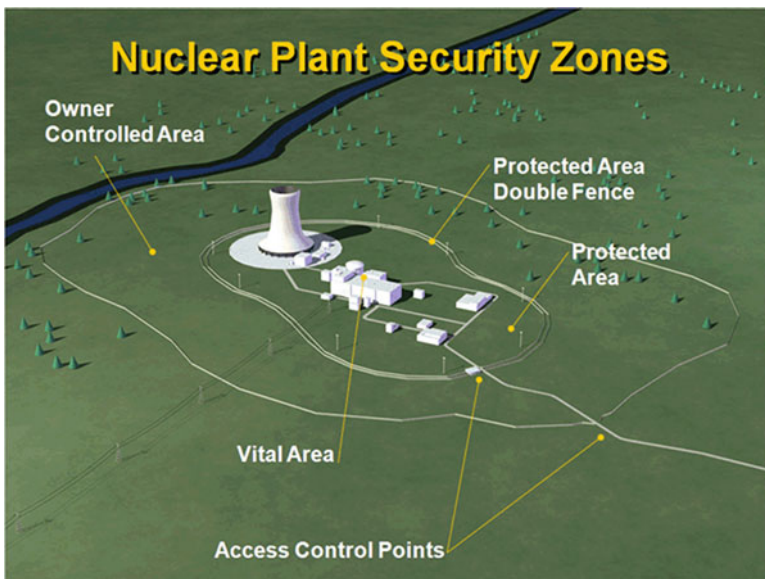 Nuclear Plant Security Zones
Owner
Controlled Area
Protected Area
Double Fence
Protected
Area
Vital Area
Access Control Points